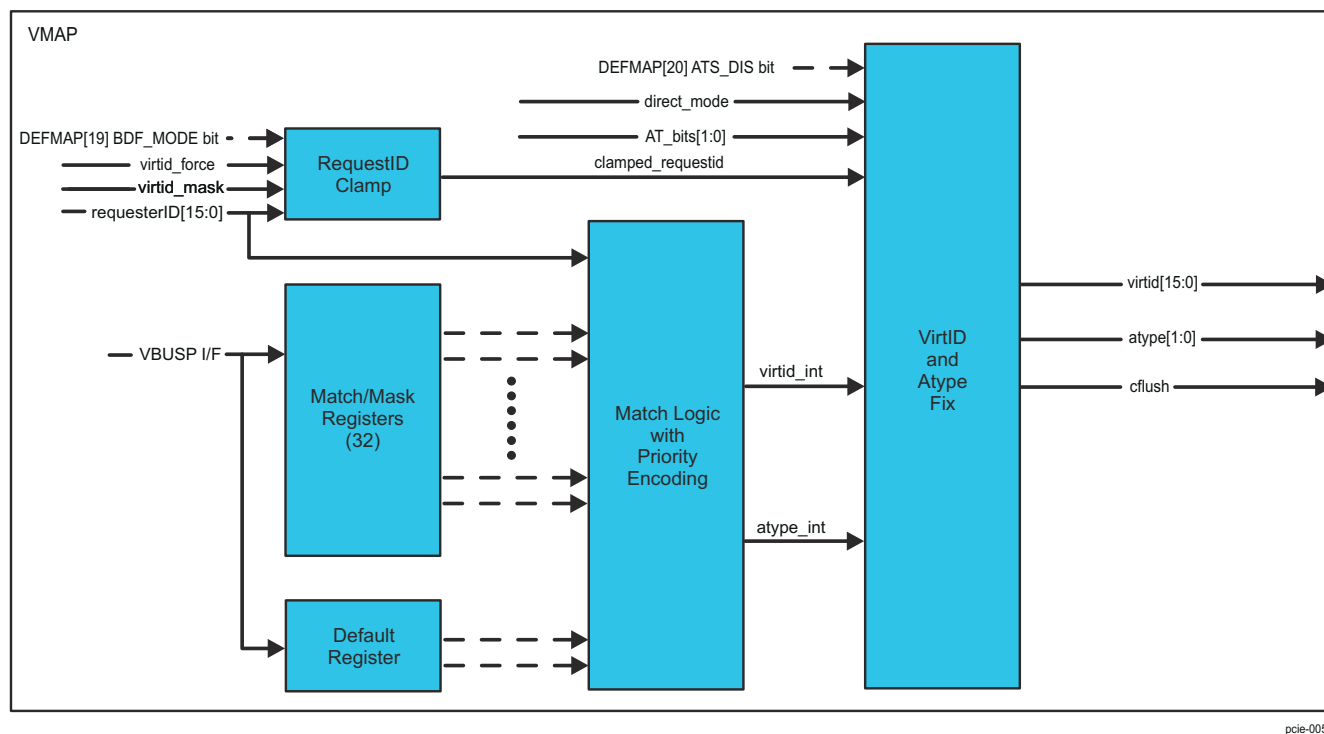 VMAP
DEFMAP[20] ATS_DIS bit
direct_mode
AT_bits[1:0]
DEFMAP[19] BDF_MODE bit
virtid_force
virtid_mask
requesterID[15:0]
RequestID
Clamp
clamped_requestid
VBUSP I/F
Match/Mask
Registers
(32)
Default
Register
Match Logic
with
Priority
Encoding
virtid_int
atype_int
VirtID
and
Atype
Fix
virtid[15:0]
atype[1:0]
cflush
pcie-005